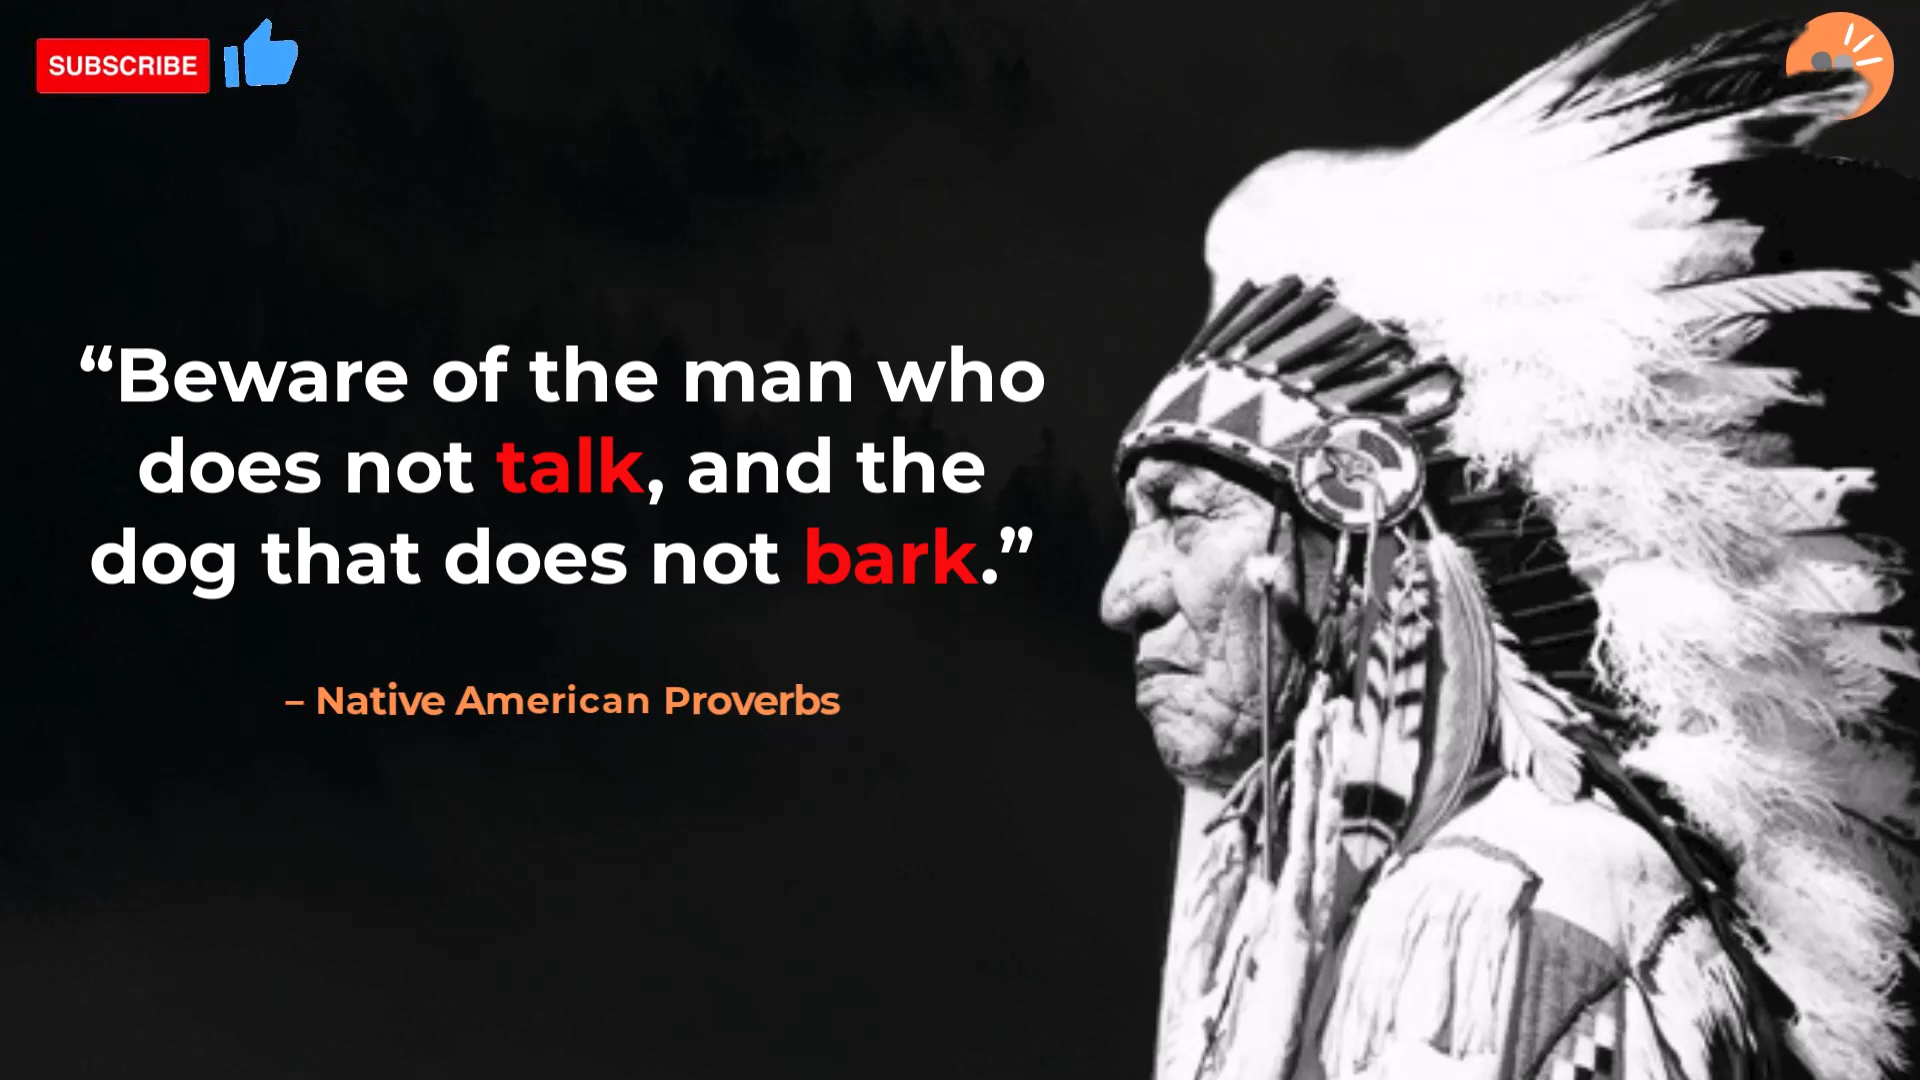 SUBSCRIBE
“Beware of the man who
does not talk, and the
dog that does not bark.”
– Native American Proverbs